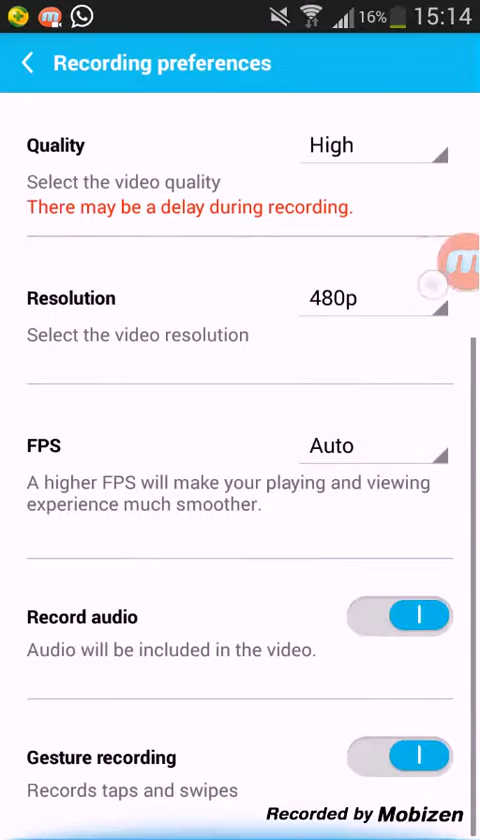 16% 15:14
Recording preferences
Quality High
Select the video quality
There may be a delay during recording.
m
Resolution 480p
Select the video resolution
FPS Auto
A higher FPS will make your playing and viewing
experience much smoother.
Record audio
Audio will be included in the video.
Gesture recording
Records taps and swipes
Recorded by Mobizen